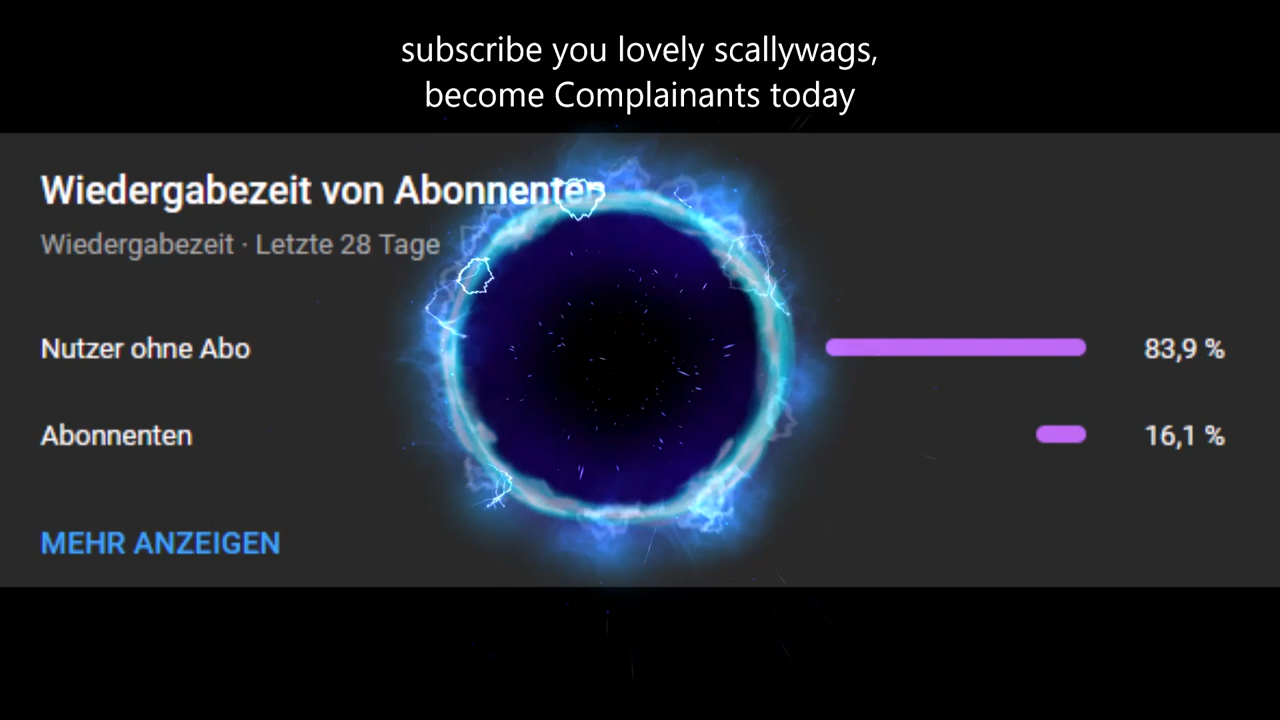 subscribe you lovely scallywags,
become Complainants today
Wiedergabezeit von Abonnenten
Wiedergabezeit · Letzte 28 Tage
Nutzer ohne Abo
83,9 %
Abonnenten
16,1 %
MEHR ANZEIGEN